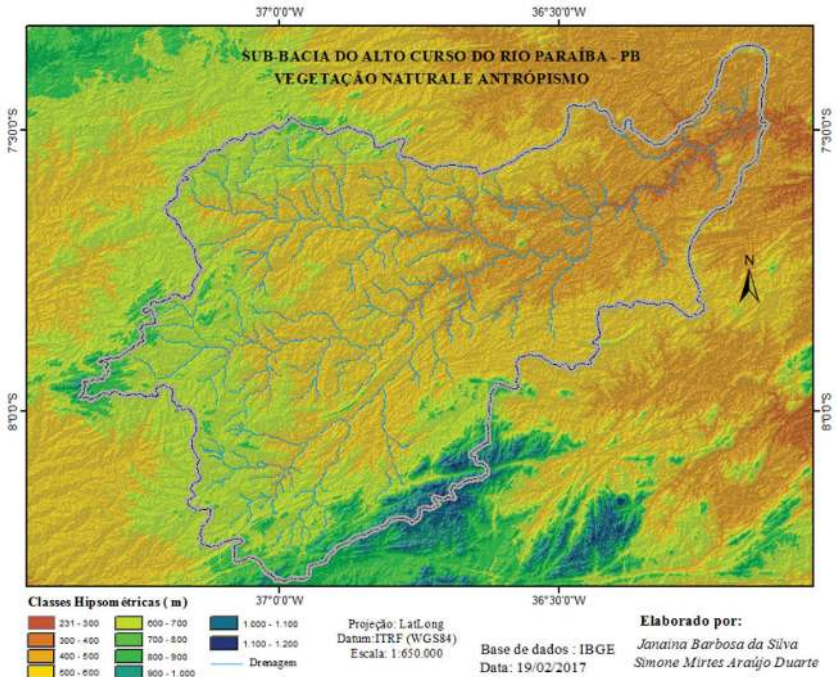 37°0'0"W 36°30'0"W
SUB-BACIA DO ALTO CURSO DO RIO PARAÍBA - PB
VEGETAÇÃO NATURAL E ANTRÓPISMO
7°30'0"S 7°30'0"S
N
8°0'0"S 8°0'0"S
37°0'0"W 36°30'0"W
Classes Hipsométricas ( m )
231 - 300
300 - 400
400 - 500
500 - 600
600 - 700
700 - 800
800 - 900
900 - 1.000
1.000 - 1.100
1.100 - 1.200
Drenagem
Projeção: LatLong
Datum:ITRF (WGS84)
Escala: 1:650.000
Base de dados : IBGE
Data: 19/02/2017
Elaborado por:
Janaina Barbosa da Silva
Simone Mirtes Araújo Duarte